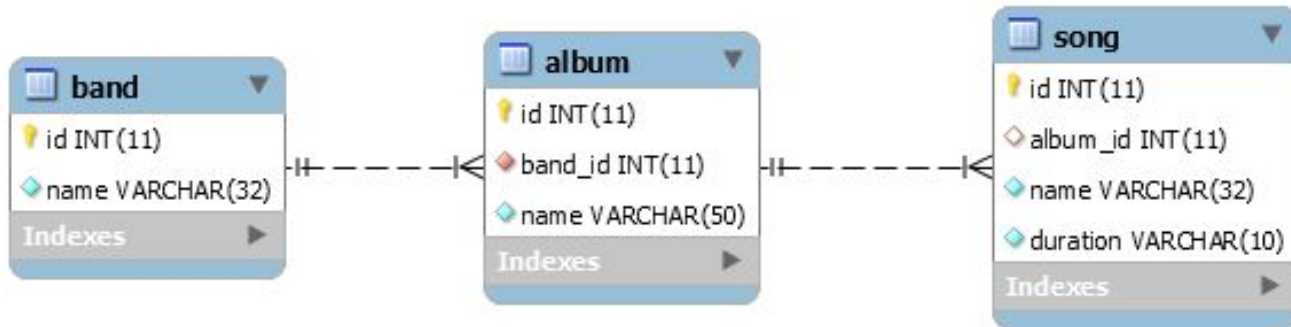 band
id INT(11)
name VARCHAR(32)
Indexes
album
id INT(11)
band_id INT(11)
name VARCHAR(50)
Indexes
song
id INT(11)
album_id INT(11)
name VARCHAR(32)
duration VARCHAR(10)
Indexes